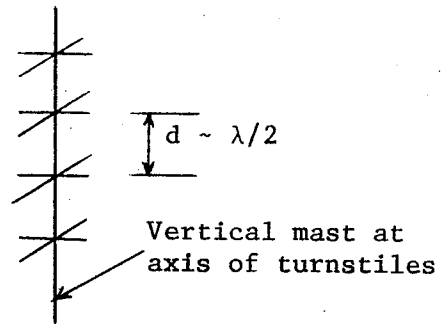 d ~ λ/2
Vertical mast at
axis of turnstiles